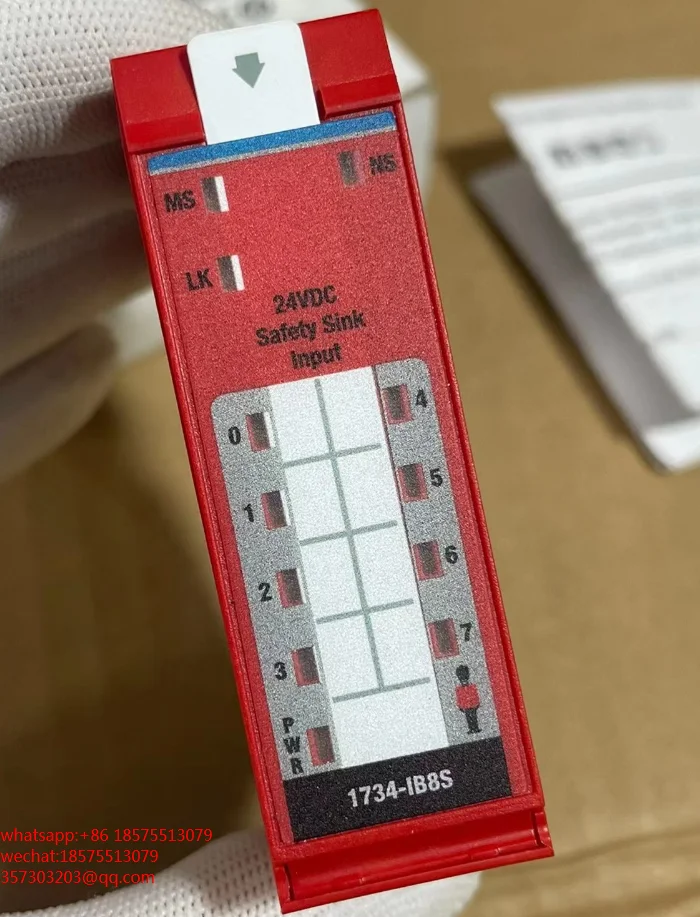 NS
MS
LK
24VDC
Safety Sink
Input
0
4
1
5
2
6
3
7
PWR
1734-IB8S
whatsapp:+86 18575513079
wechat:18575513079
357303203@qq.com